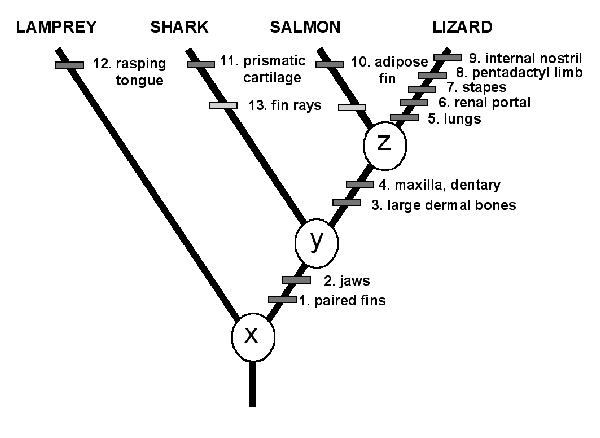 LAMPREY SHARK SALMON LIZARD
12. rasping
tongue
11. prismatic
cartilage
10. adipose
fin
9. internal nostril
8. pentadactyl limb
7. stapes
6. renal portal
5. lungs
13. fin rays
z
4. maxilla, dentary
3. large dermal bones
y
2. jaws
1. paired fins
x